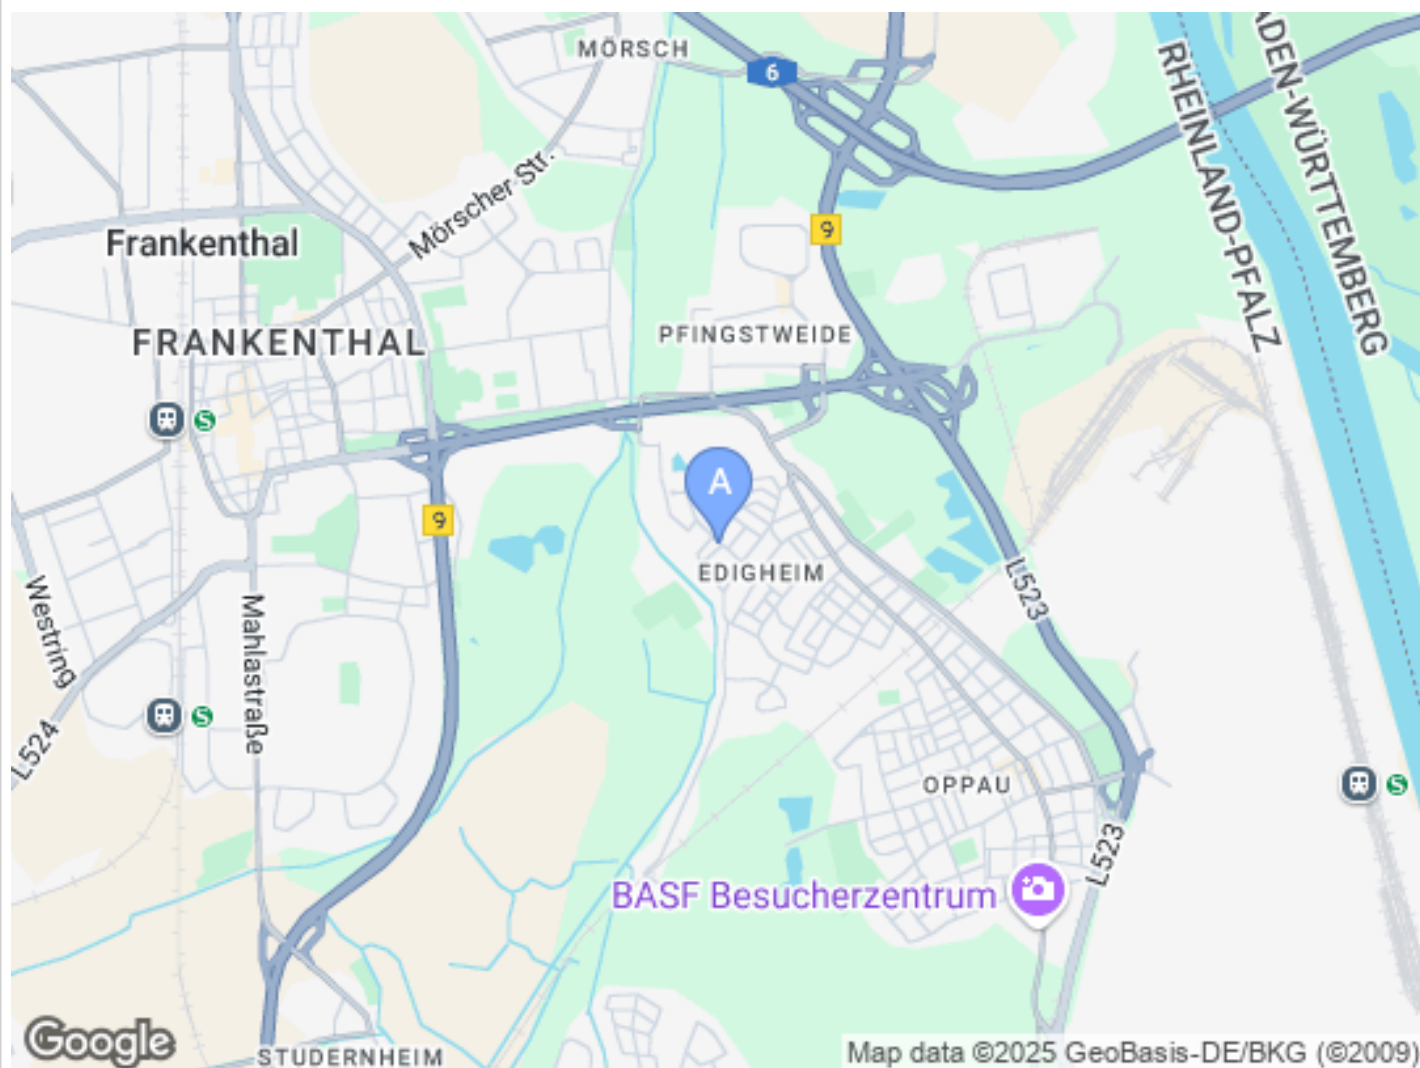 MÖRSCH
6
RHEINLAND-PFALZ
ADEN-WÜRTTEMBERG
Mörscher Str.
9
Frankenthal
FRANKENTHAL
PFINGSTWEIDE
S
A
9
EDIGHEIM
L523
Westring
Mahlastraße
S
L524
OPPAU
S
L523
BASF Besucherzentrum
Google
STUDERNHEIM
Map data ©2025 GeoBasis-DE/BKG (©2009)